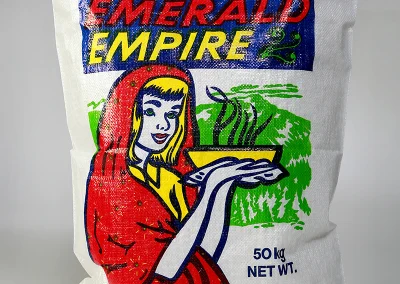 EMERALD
EMPIRE
50 kg
NET WT.